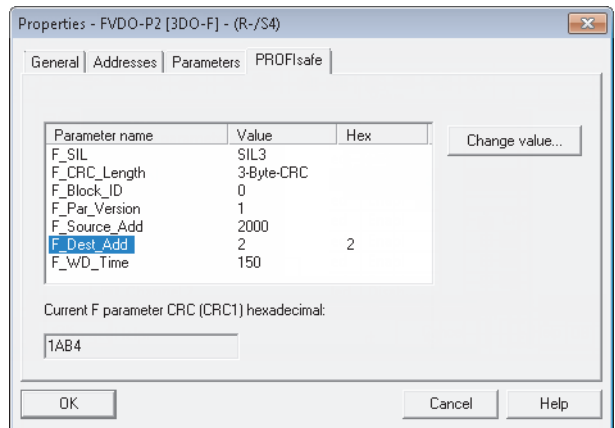 Properties - FVDO-P2 [3DO-F] - (R-/S4)
General Addresses Parameters PROFIsafe
Parameter name Value Hex
F_SIL SIL3
F_CRC_Length 3-Byte-CRC
F_Block_ID 0
F_Par_Version 1
F_Source_Add 2000
F_Dest_Add 2 2
F_WD_Time 150
Change value...
Current F parameter CRC (CRC1) hexadecimal:
1AB4
OK Cancel Help